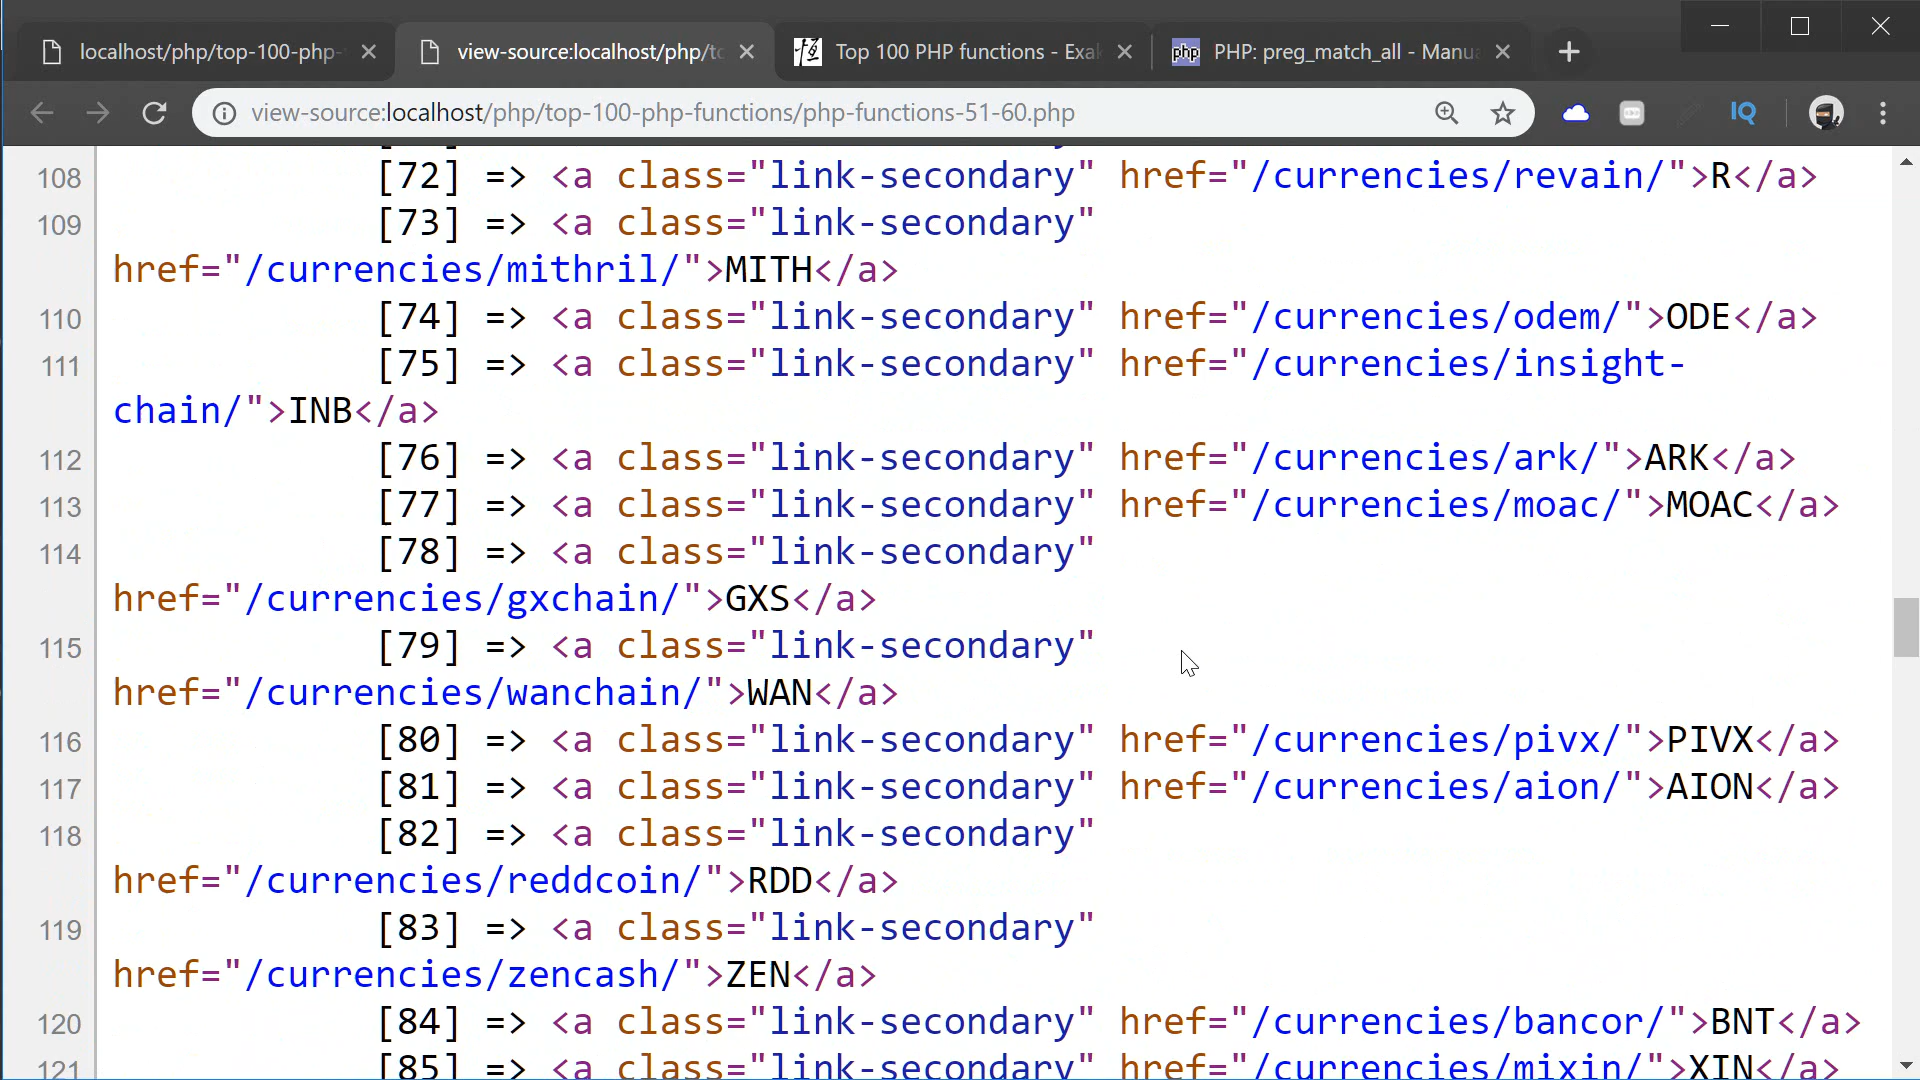 localhost/php/top-100-php-
view-source:localhost/php/to
Top 100 PHP functions - Exak
php
PHP: preg_match_all - Manu
view-source:localhost/php/top-100-php-functions/php-functions-51-60.php
IQ
108 [72] => <a class="link-secondary" href="/currencies/revain/">R</a>
109 [73] => <a class="link-secondary"
href="/currencies/mithril/">MITH</a>
110 [74] => <a class="link-secondary" href="/currencies/odem/">ODE</a>
111 [75] => <a class="link-secondary" href="/currencies/insight-
chain/">INB</a>
112 [76] => <a class="link-secondary" href="/currencies/ark/">ARK</a>
113 [77] => <a class="link-secondary" href="/currencies/moac/">MOAC</a>
114 [78] => <a class="link-secondary"
href="/currencies/gxchain/">GXS</a>
115 [79] => <a class="link-secondary"
href="/currencies/wanchain/">WAN</a>
116 [80] => <a class="link-secondary" href="/currencies/pivx/">PIVX</a>
117 [81] => <a class="link-secondary" href="/currencies/aion/">AION</a>
118 [82] => <a class="link-secondary"
href="/currencies/reddcoin/">RDD</a>
119 [83] => <a class="link-secondary"
href="/currencies/zencash/">ZEN</a>
120 [84] => <a class="link-secondary" href="/currencies/bancor/">BNT</a>
121 [85] => <a class="link-secondary" href="/currencies/mixin/">XIN</a>